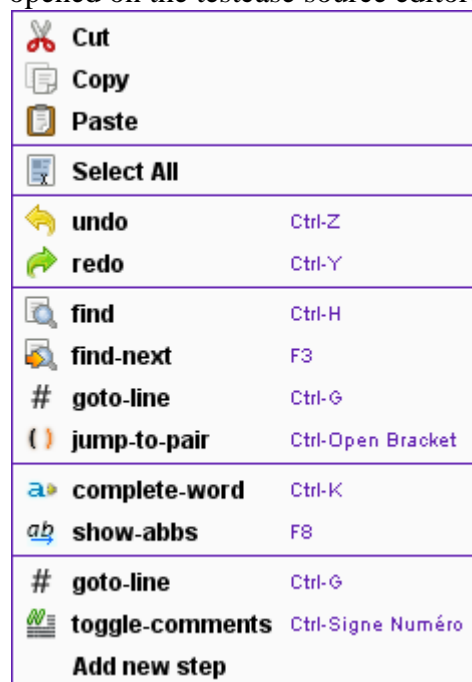 opened on the testcase source editor
Cut
Copy
Paste
Select All
undo Ctrl-Z
redo Ctrl-Y
find Ctrl-H
find-next F3
# goto-line Ctrl-G
( ) jump-to-pair Ctrl-Open Bracket
a complete-word Ctrl-K
ab show-abbs F8
# goto-line Ctrl-G
toggle-comments Ctrl-Signe Numéro
Add new step